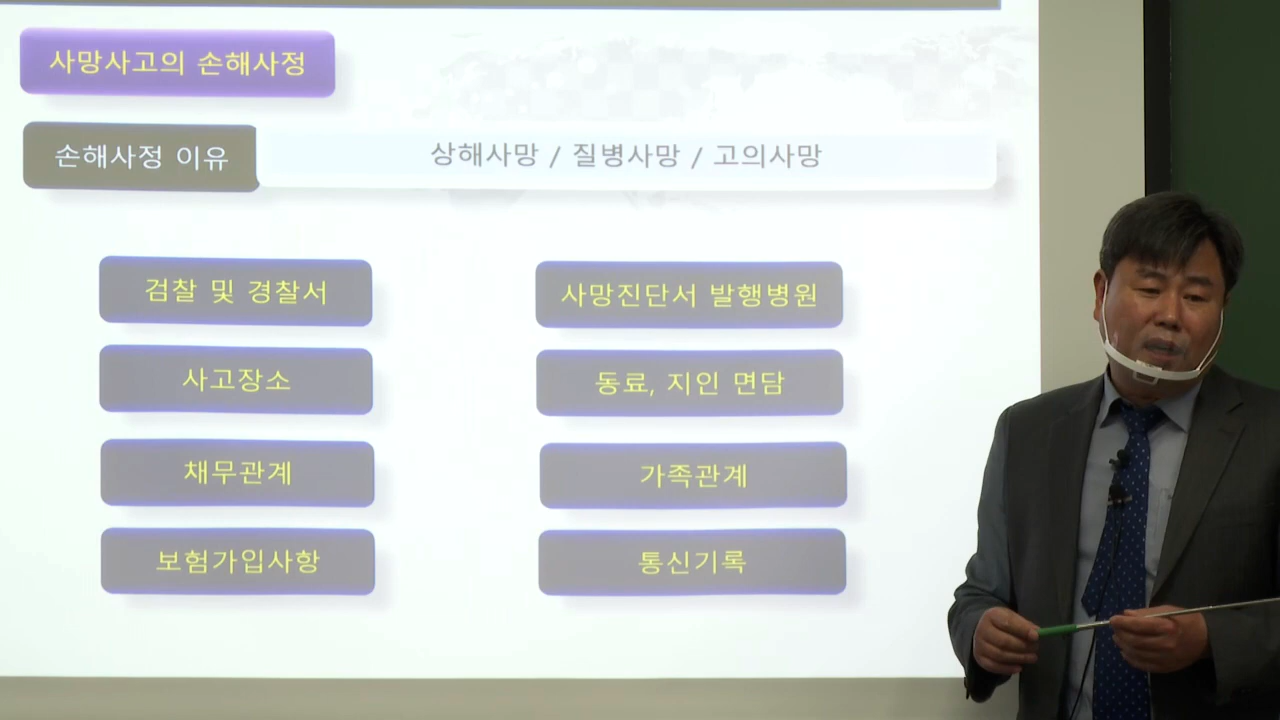 사망사고의 손해사정
손해사정 이유
상해사망 / 질병사망 / 고의사망
검찰 및 경찰서
사망진단서 발행병원
사고장소
동료, 지인 면담
채무관계
가족관계
보험가입사항
통신기록